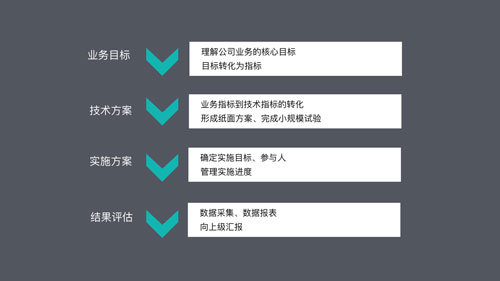 业务目标
理解公司业务的核心目标
目标转化为指标
技术方案
业务指标到技术指标的转化
形成纸面方案、完成小规模试验
实施方案
确定实施目标、参与人
管理实施进度
结果评估
数据采集、数据报表
向上级汇报